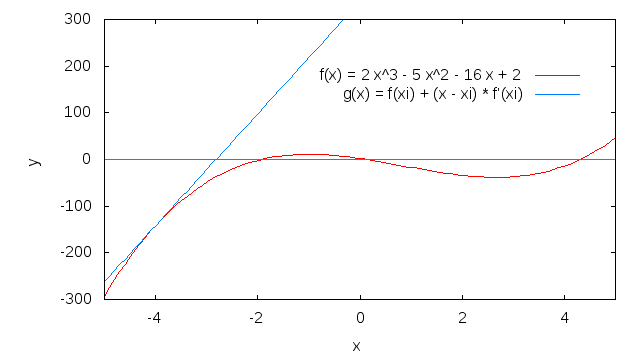 300
200
100
0
-100
-200
-300
y
f(x) = 2 x^3 - 5 x^2 - 16 x + 2
g(x) = f(xi) + (x - xi) * f'(xi)
-4 -2 0 2 4
x